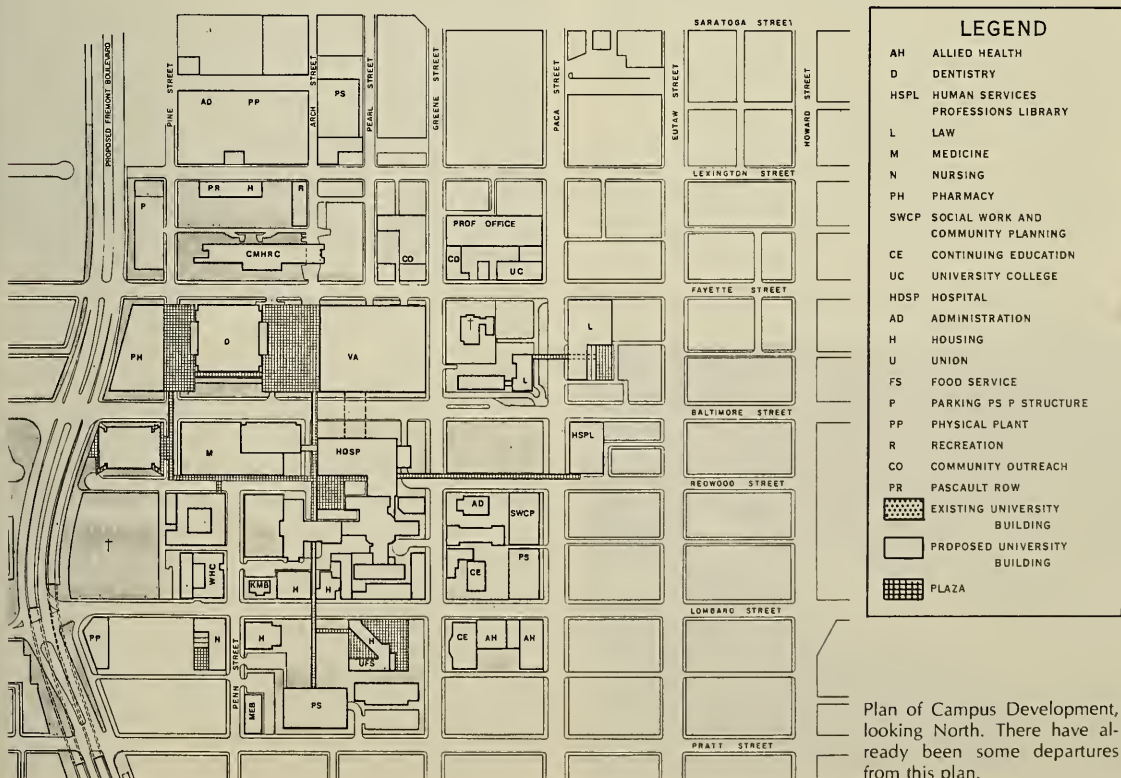 SARATOGA STREET
PROPOSED FREMONT BOULEVARD
PINE STREET
ARCH STREET
PEARL STREET
GREENE STREET
PACA STREET
EUTAW STREET
HOWARD STREET
AD PP
PS
LEXINGTON STREET
P
PR H R
CMHRC
CO
PROF OFFICE
CO
UC
FAYETTE STREET
PH
D
VA
L
L
BALTIMORE STREET
M
HOSP
HSPL
REDWOOD STREET
AD
SWCP
WHC
KMB
H
H
CE
PS
LOMBARD STREET
PP
H
PENN STREET
H
H
UFS
CE AH AH
MEB
PS
PRATT STREET
LEGEND
AH ALLIED HEALTH
D DENTISTRY
HSPL HUMAN SERVICES
PROFESSIONS LIBRARY
L LAW
M MEDICINE
N NURSING
PH PHARMACY
SWCP SOCIAL WORK AND
COMMUNITY PLANNING
CE CONTINUING EDUCATION
UC UNIVERSITY COLLEGE
HOSP HOSPITAL
AD ADMINISTRATION
H HOUSING
U UNION
FS FOOD SERVICE
P PARKING PS P STRUCTURE
PP PHYSICAL PLANT
R RECREATION
CO COMMUNITY OUTREACH
PR PASCAULT ROW
EXISTING UNIVERSITY
BUILDING
PROPOSED UNIVERSITY
BUILDING
PLAZA
Plan of Campus Development,
looking North. There have al-
ready been some departures
from this plan.